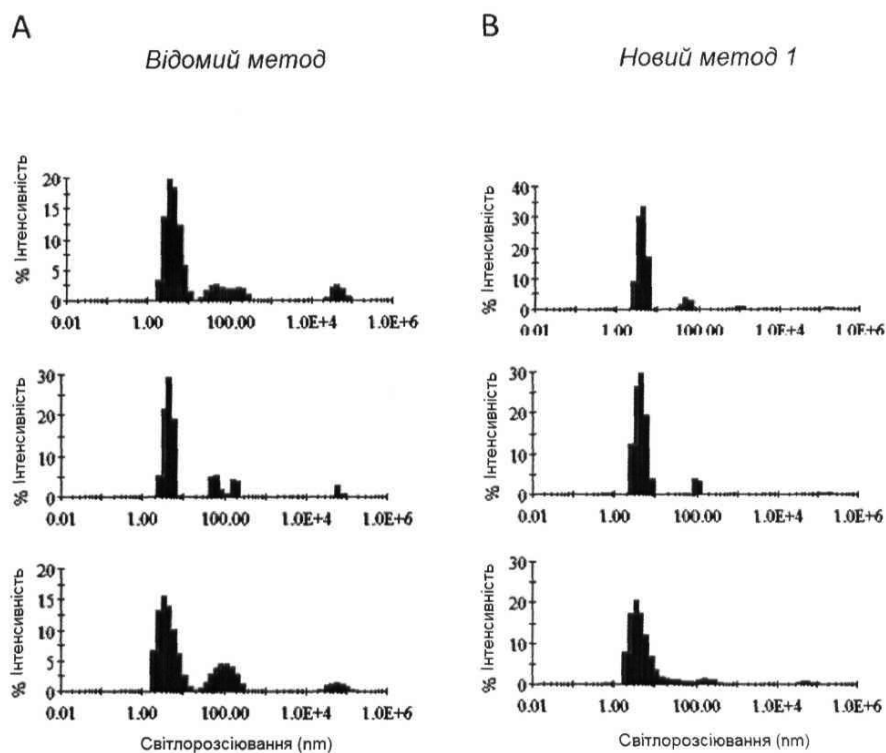 A
Відомий метод
% Інтенсивність
20
15
10
5
0
0.01 1.00 100.00 1.0E+4 1.0E+6
% Інтенсивність
30
20
10
0
0.01 1.00 100.00 1.0E+4 1.0E+6
% Інтенсивність
20
15
10
5
0
0.01 1.00 100.00 1.0E+4 1.0E+6
Світлорозсіювання (nm)
B
Новий метод 1
% Інтенсивність
40
30
20
10
0
0.01 1.00 100.00 1.0E+4 1.0E+6
% Інтенсивність
30
20
10
0
0.01 1.00 100.00 1.0E+4 1.0E+6
% Інтенсивність
30
20
10
0
0.01 1.00 100.00 1.0E+4 1.0E+6
Світлорозсіювання (nm)